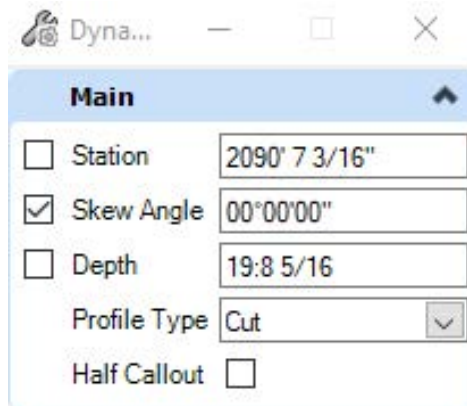 Dyna...
Main
Station 2090' 7 3/16"
Skew Angle 00°00'00"
Depth 19:8 5/16
Profile Type Cut
Half Callout